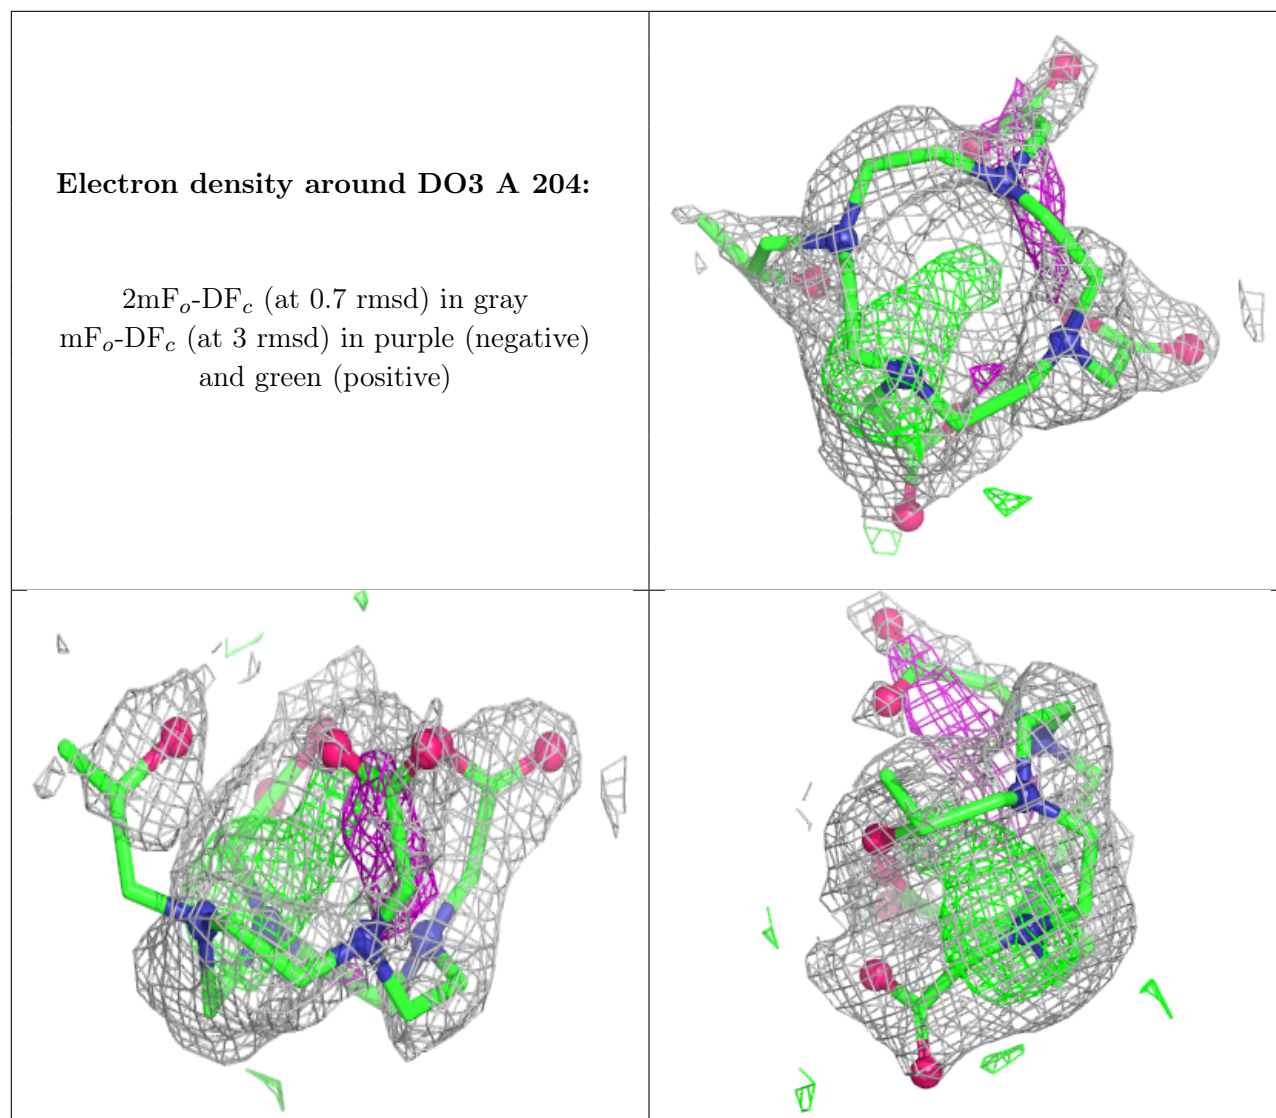 Electron density around DO3 A 204:
2mFo-DFc (at 0.7 rmsd) in gray
mFo-DFc (at 3 rmsd) in purple (negative)
and green (positive)